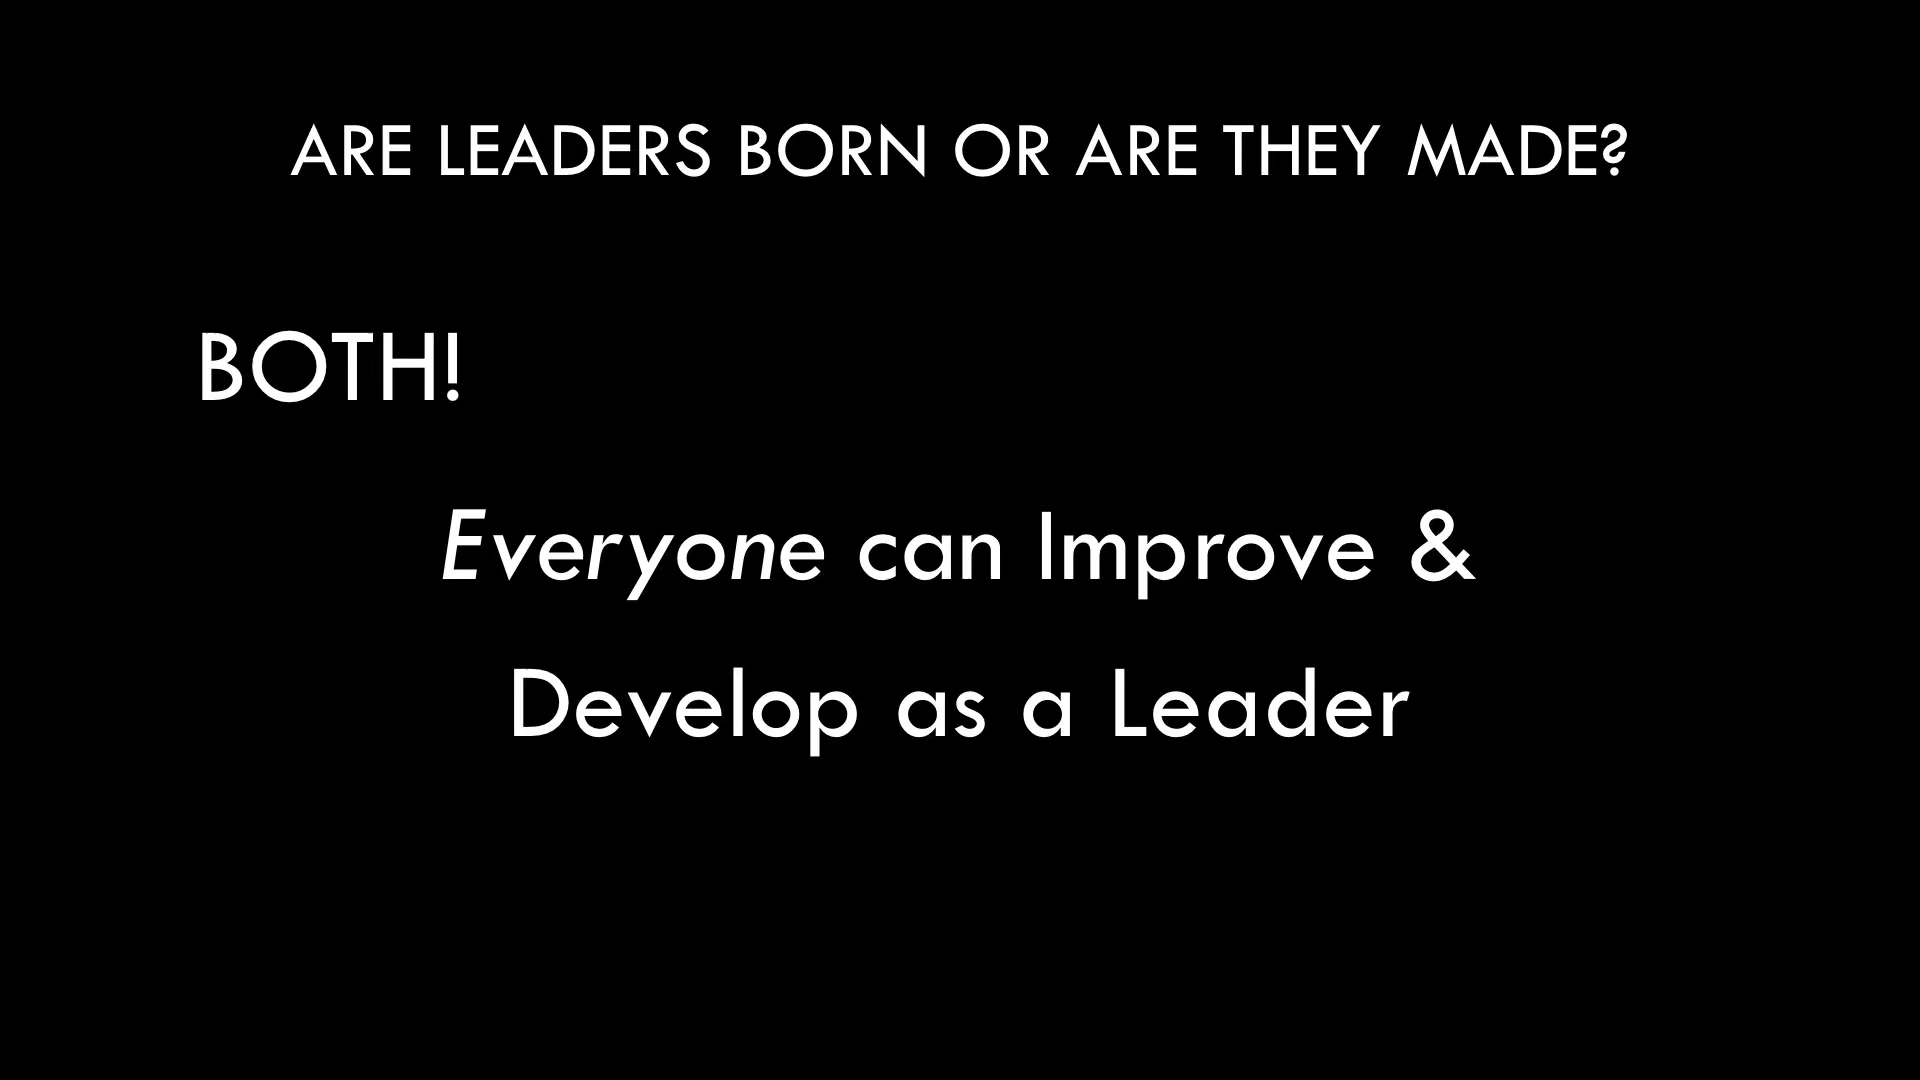 ARE LEADERS BORN OR ARE THEY MADE?
BOTH!
Everyone can Improve &
Develop as a Leader